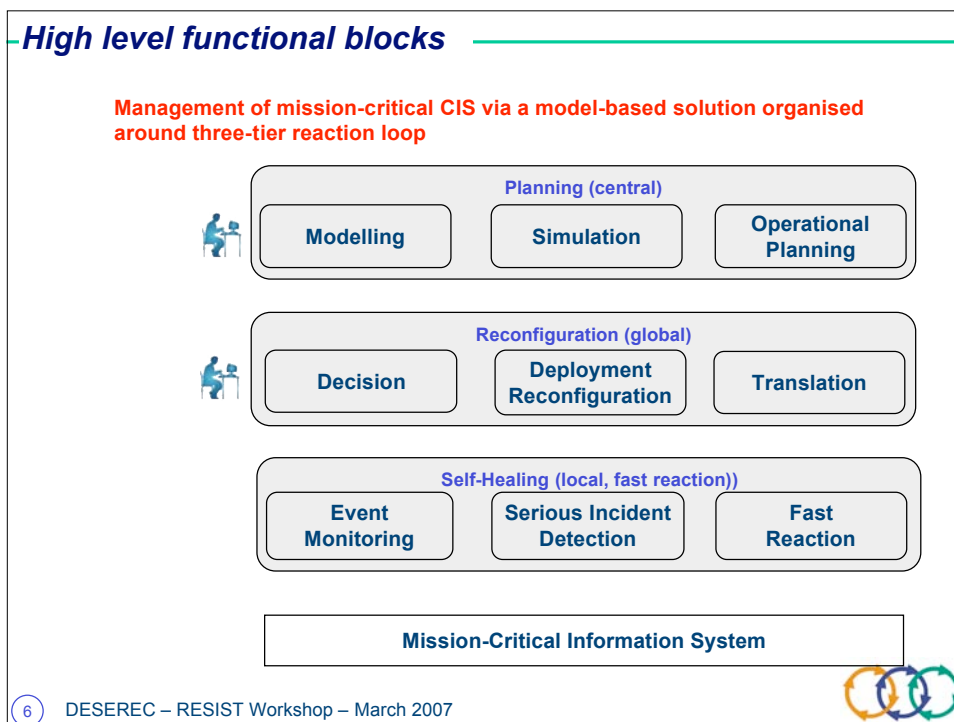 High level functional blocks
Management of mission-critical CIS via a model-based solution organised
around three-tier reaction loop
Planning (central)
Modelling
Simulation
Operational
Planning
Reconfiguration (global)
Decision
Deployment
Reconfiguration
Translation
Self-Healing (local, fast reaction))
Event
Monitoring
Serious Incident
Detection
Fast
Reaction
Mission-Critical Information System
6
DESEREC – RESIST Workshop – March 2007